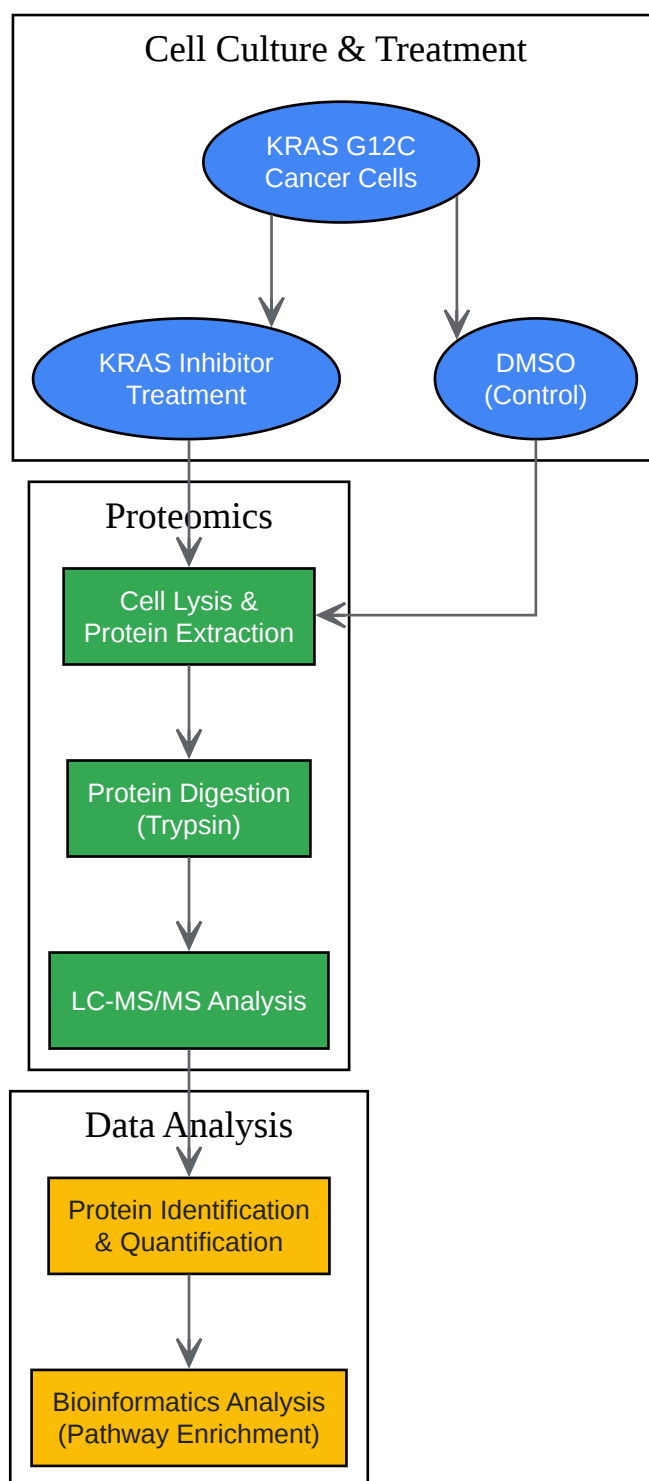 Cell Culture & Treatment
KRAS G12C
Cancer Cells
KRAS Inhibitor
Treatment
DMSO
(Control)
Proteomics
Cell Lysis &
Protein Extraction
Protein Digestion
(Trypsin)
LC-MS/MS Analysis
Data Analysis
Protein Identification
& Quantification
Bioinformatics Analysis
(Pathway Enrichment)